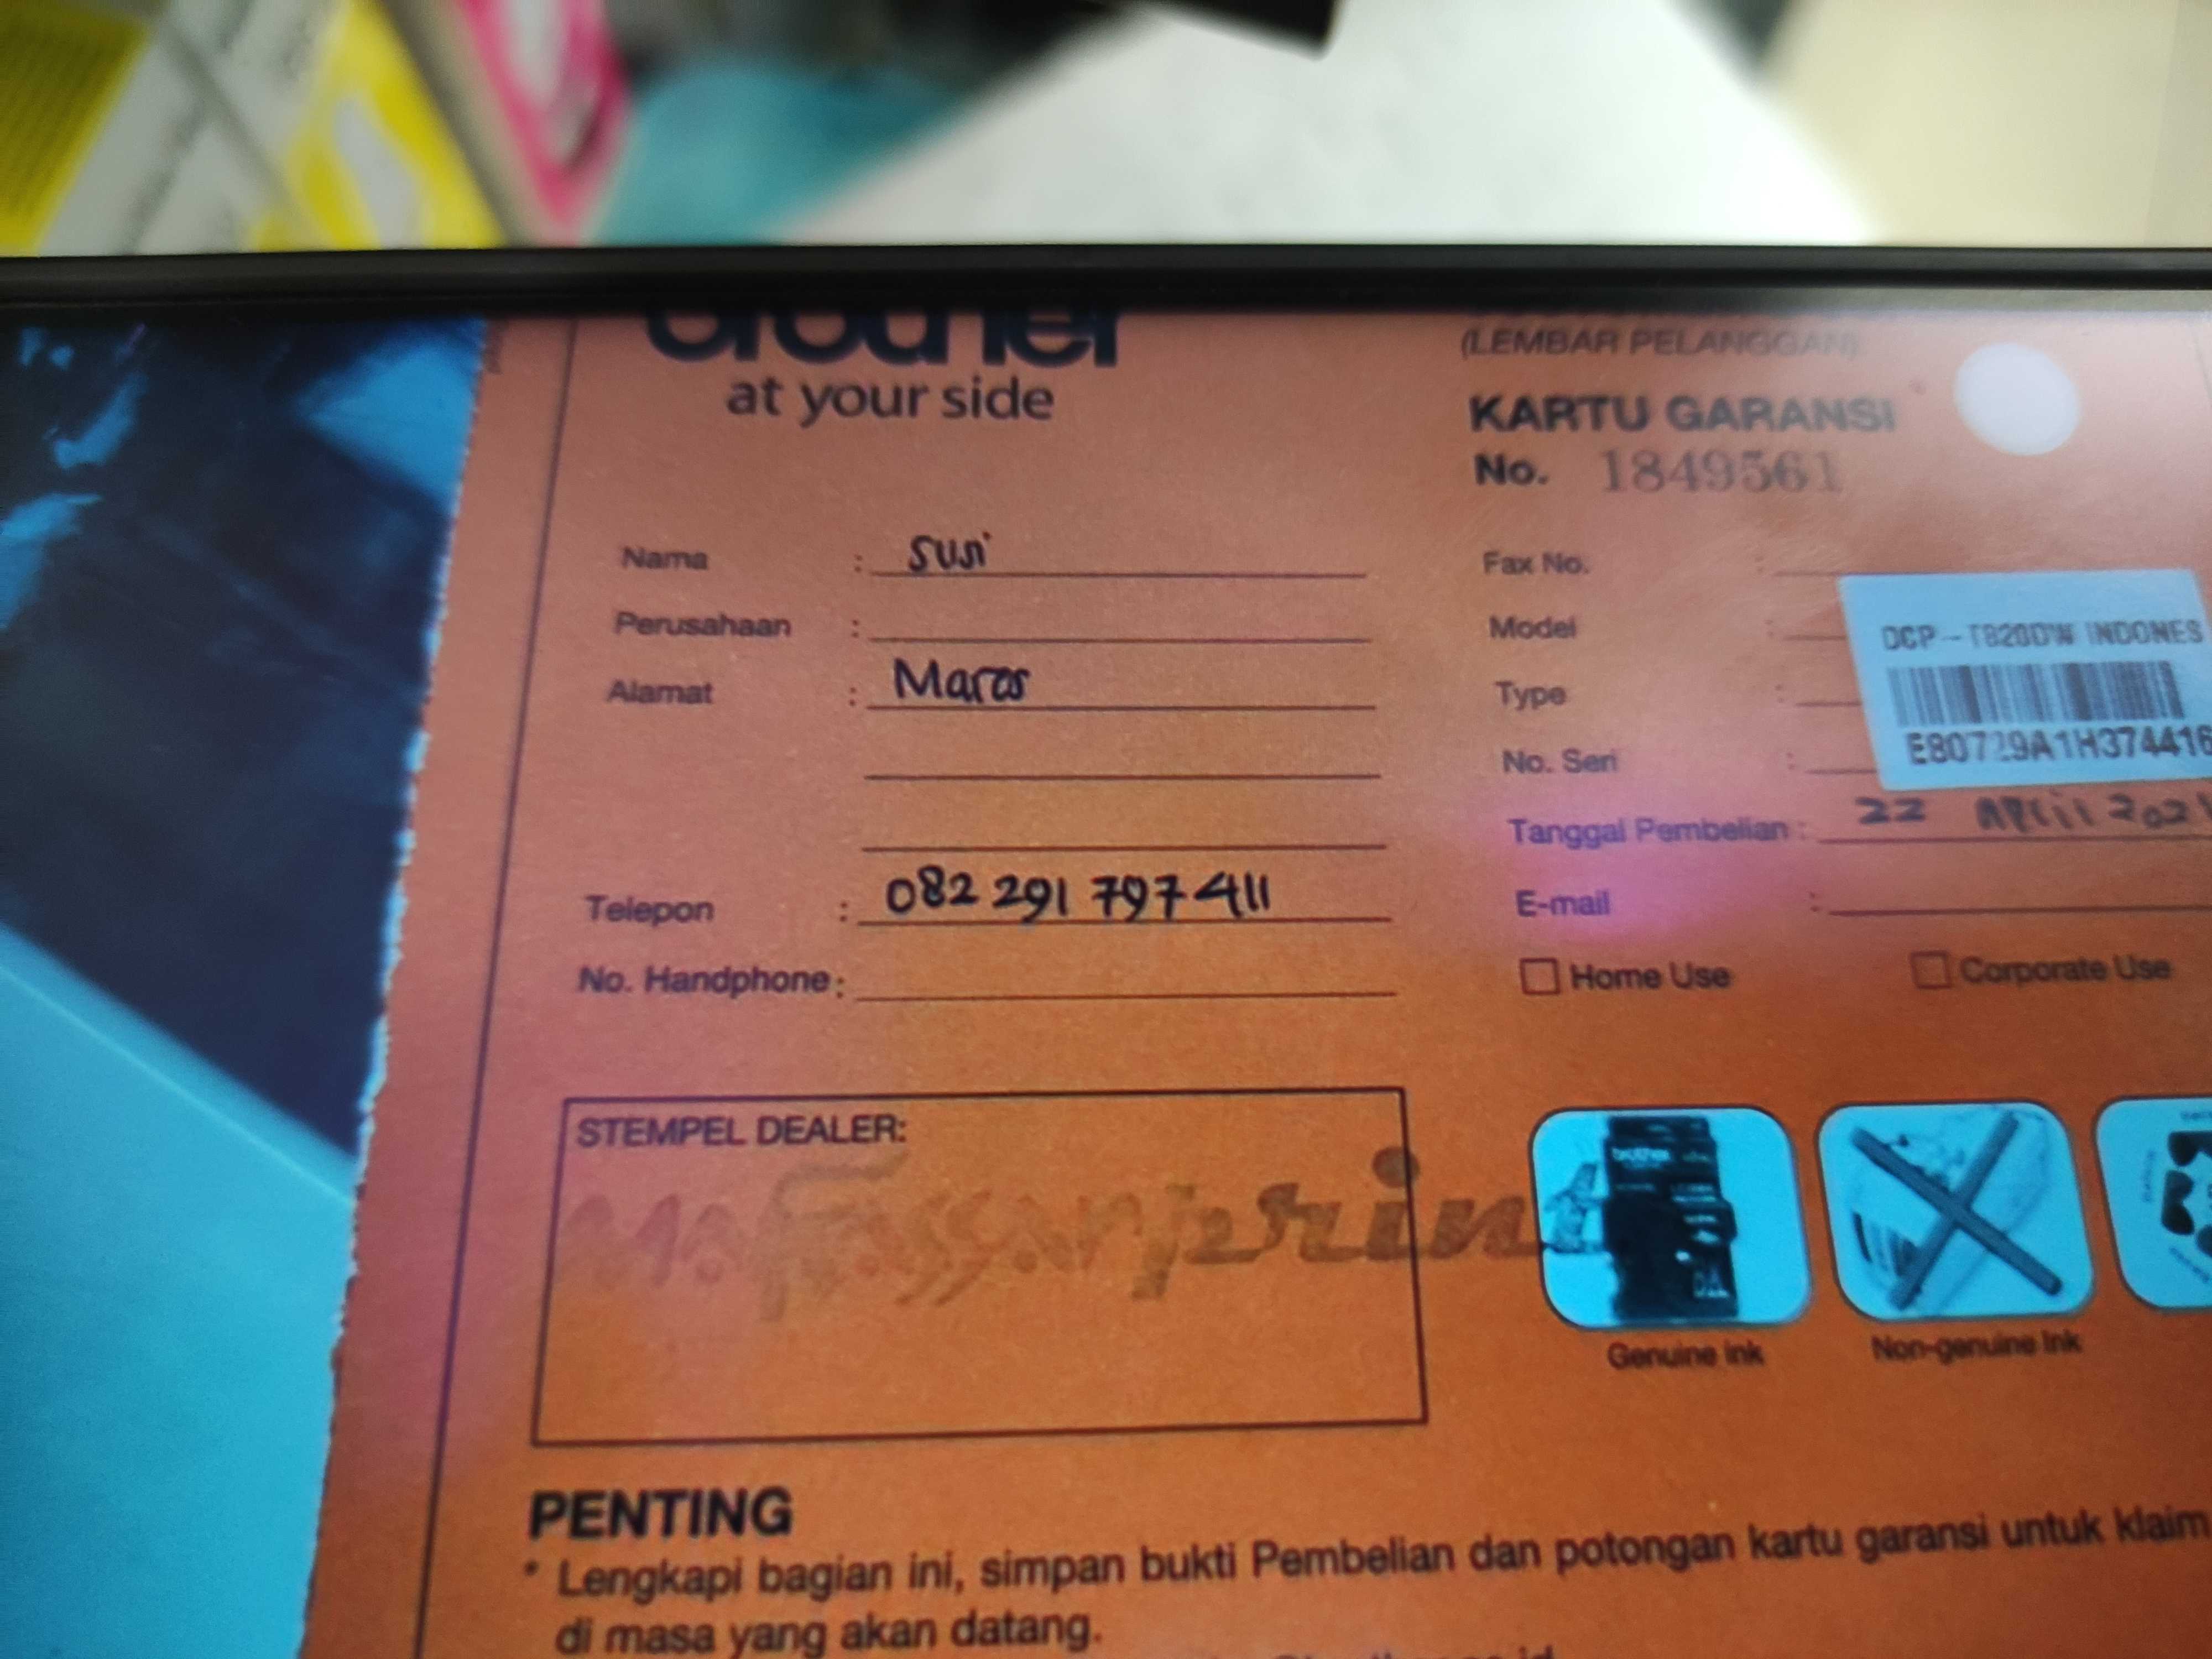 brother
at your side
(LEMBAR PELANGGAN)
KARTU GARANSI
No. 1849561
Nama : Susi
Perusahaan :
Alamat : Maros
Telepon : 082 291 797 411
No. Handphone :
Fax No. :
Model :
Type :
No. Seri :
DCP-T820DW INDONES
E80729A1H374416
Tanggal Pembelian : 22 April
E-mail :
Home Use
Corporate Use
STEMPEL DEALER:
Genuine ink
Non-genuine Ink
PENTING
* Lengkapi bagian ini, simpan bukti Pembelian dan potongan kartu garansi untuk klaim
di masa yang akan datang.